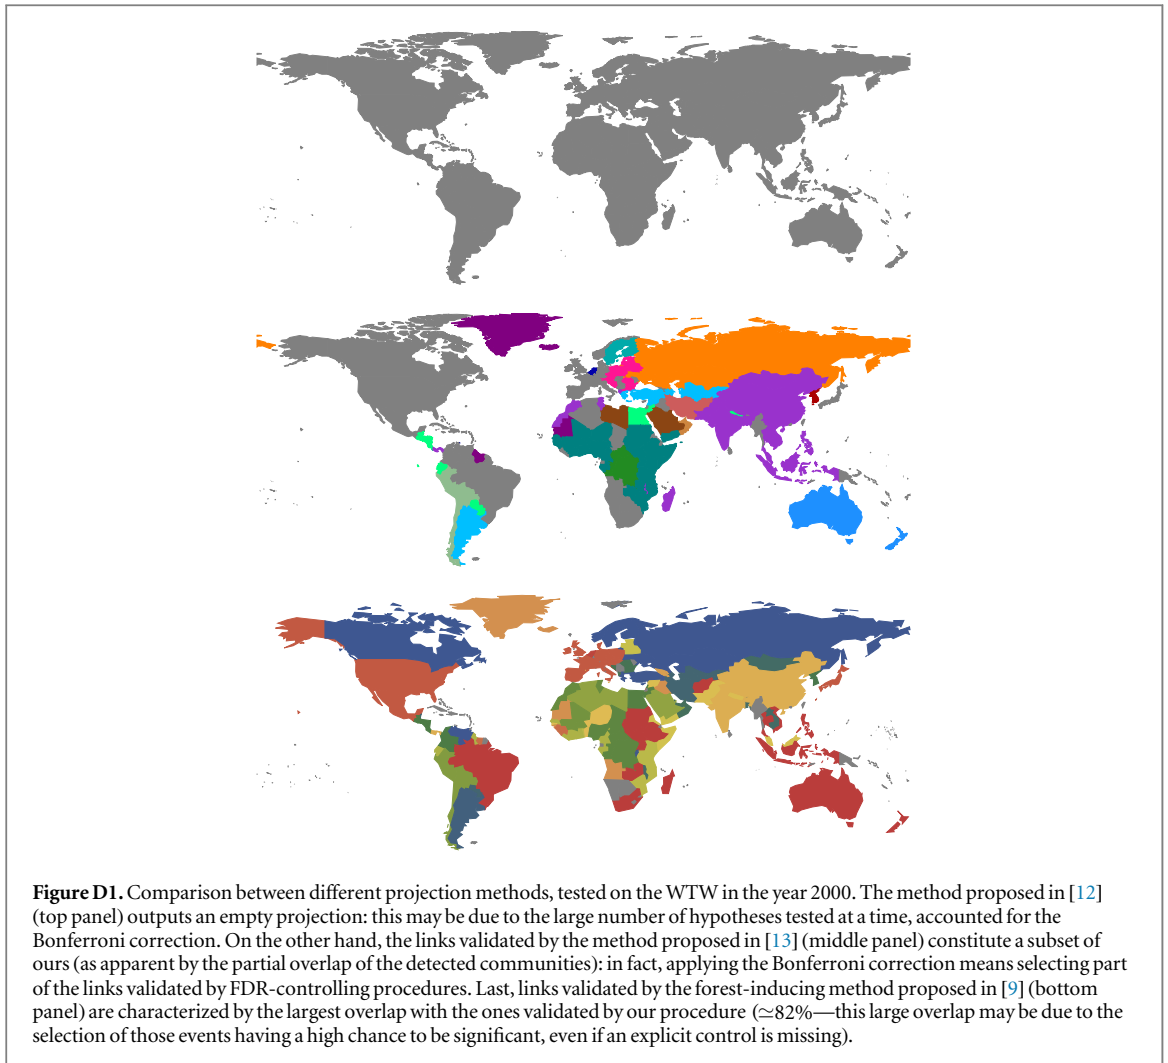 Figure D1. Comparison between different projection methods, tested on the WTW in the year 2000. The method proposed in [12]
(top panel) outputs an empty projection: this may be due to the large number of hypotheses tested at a time, accounted for the
Bonferroni correction. On the other hand, the links validated by the method proposed in [13] (middle panel) constitute a subset of
ours (as apparent by the partial overlap of the detected communities): in fact, applying the Bonferroni correction means selecting part
of the links validated by FDR-controlling procedures. Last, links validated by the forest-inducing method proposed in [9] (bottom
panel) are characterized by the largest overlap with the ones validated by our procedure (≃82%—this large overlap may be due to the
selection of those events having a high chance to be significant, even if an explicit control is missing).